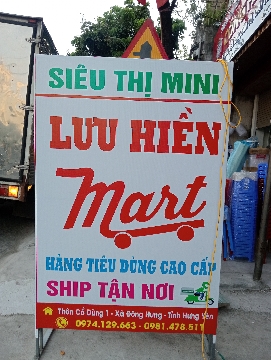 SIÊU THỊ MINI
LƯU HIỀN
mart
HÀNG TIÊU DÙNG CAO CẤP
SHIP TẬN NƠI
Thôn Cổ Dũng 1 - Xã Đông Hưng - Tỉnh Hưng Yên
0974.129.663 - 0981.478.511